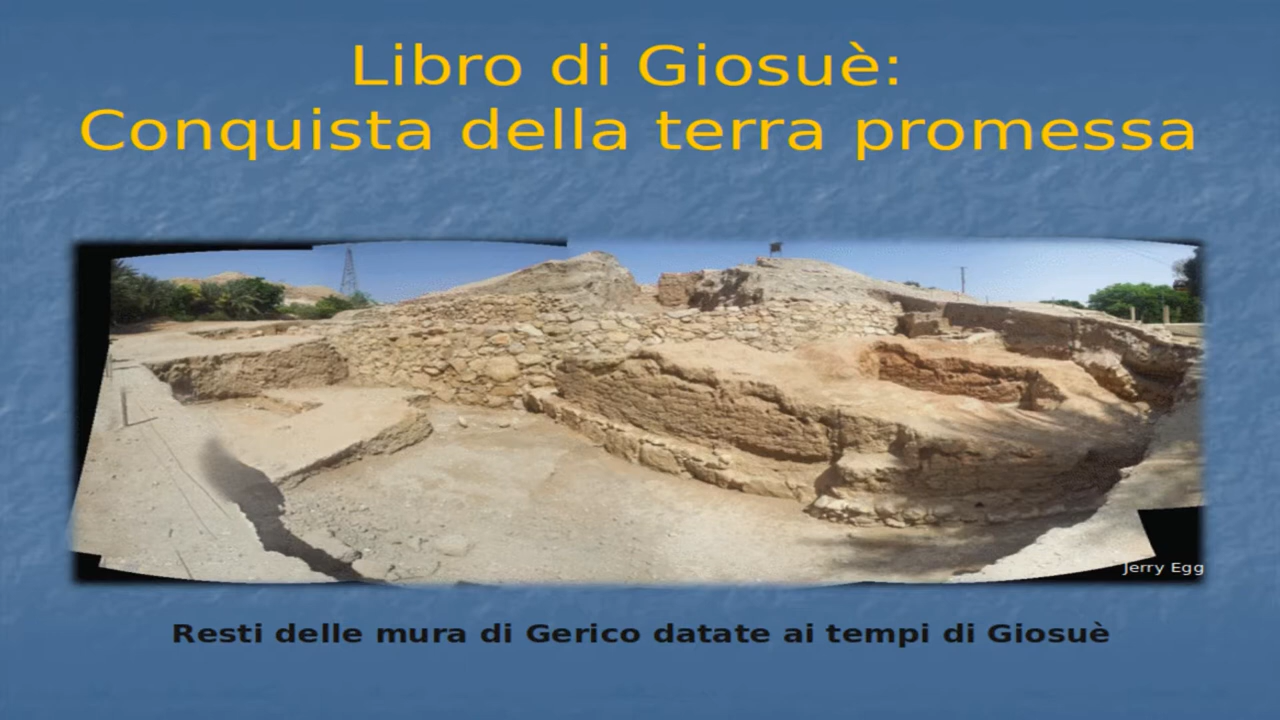 Libro di Giosuè:
Conquista della terra promessa
Jerry Egg
Resti delle mura di Gerico datate ai tempi di Giosuè